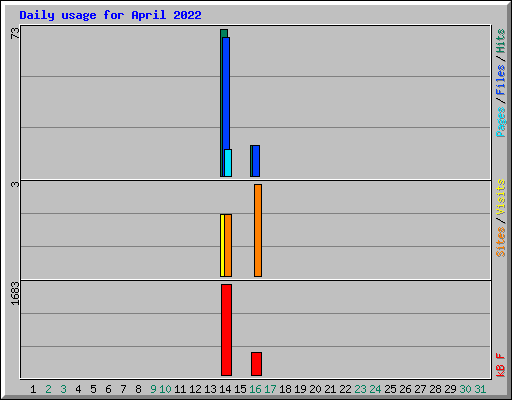 Daily usage for April 2022
73
3
1683
Pages/Files/Hits
Sites/Visits
kB F
1 2 3 4 5 6 7 8 9 10 11 12 13 14 15 16 17 18 19 20 21 22 23 24 25 26 27 28 29 30 31